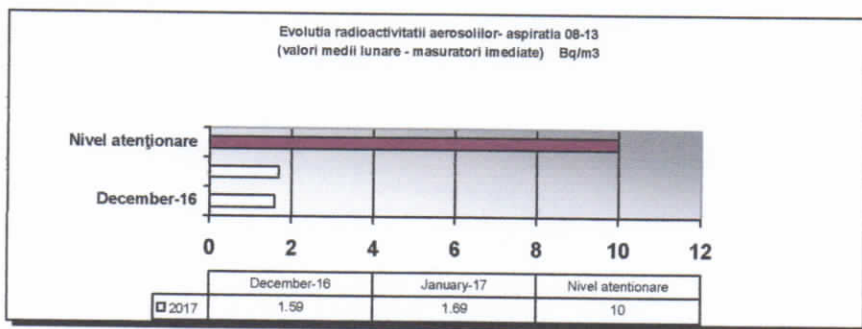 Evolutia radioactivitatii aerosolilor- aspiratia 08-13
(valori medii lunare - masuratori imediate) Bq/m3
Nivel atenţionare
December-16
0 2 4 6 8 10 12
December-16 January-17 Nivel atentionare
2017 1.59 1.69 10